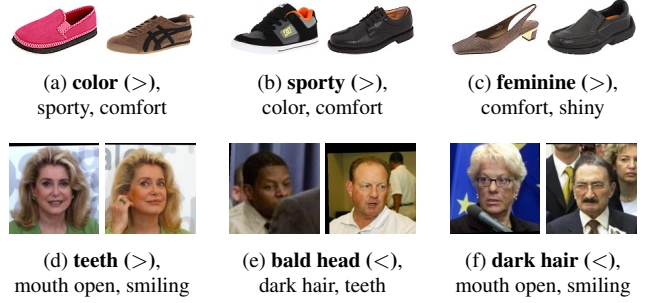 (a) color (>),
sporty, comfort
(b) sporty (>),
color, comfort
(c) feminine (>),
comfort, shiny
(d) teeth (>),
mouth open, smiling
(e) bald head (<),
dark hair, teeth
(f) dark hair (<),
mouth open, smiling